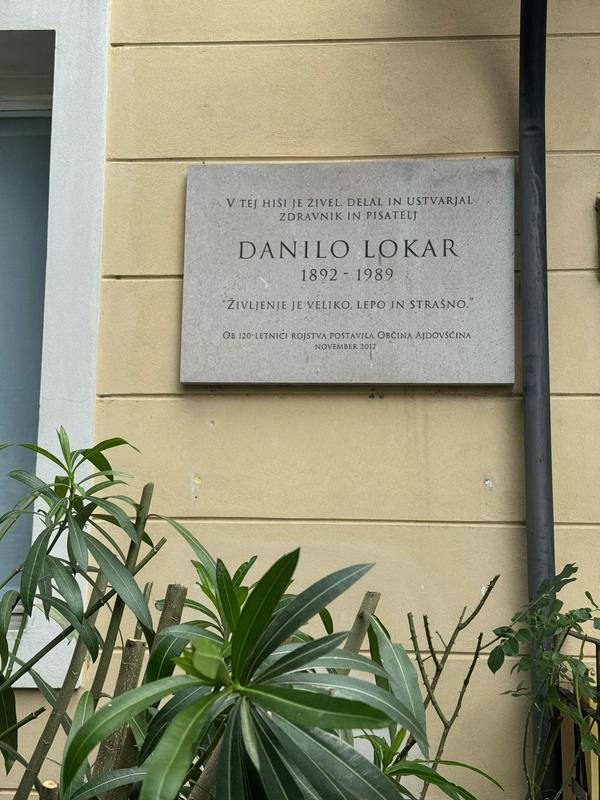 V TEJ HIŠI JE ŽIVEL, DELAL IN USTVARJAL
ZDRAVNIK IN PISATELJ
DANILO LOKAR
1892 - 1989
"ŽIVLJENJE JE VELIKO, LEPO IN STRAŠNO."
OB 120-LETNICI ROJSTVA POSTAVILA OBČINA AJDOVŠČINA
NOVEMBER 2012